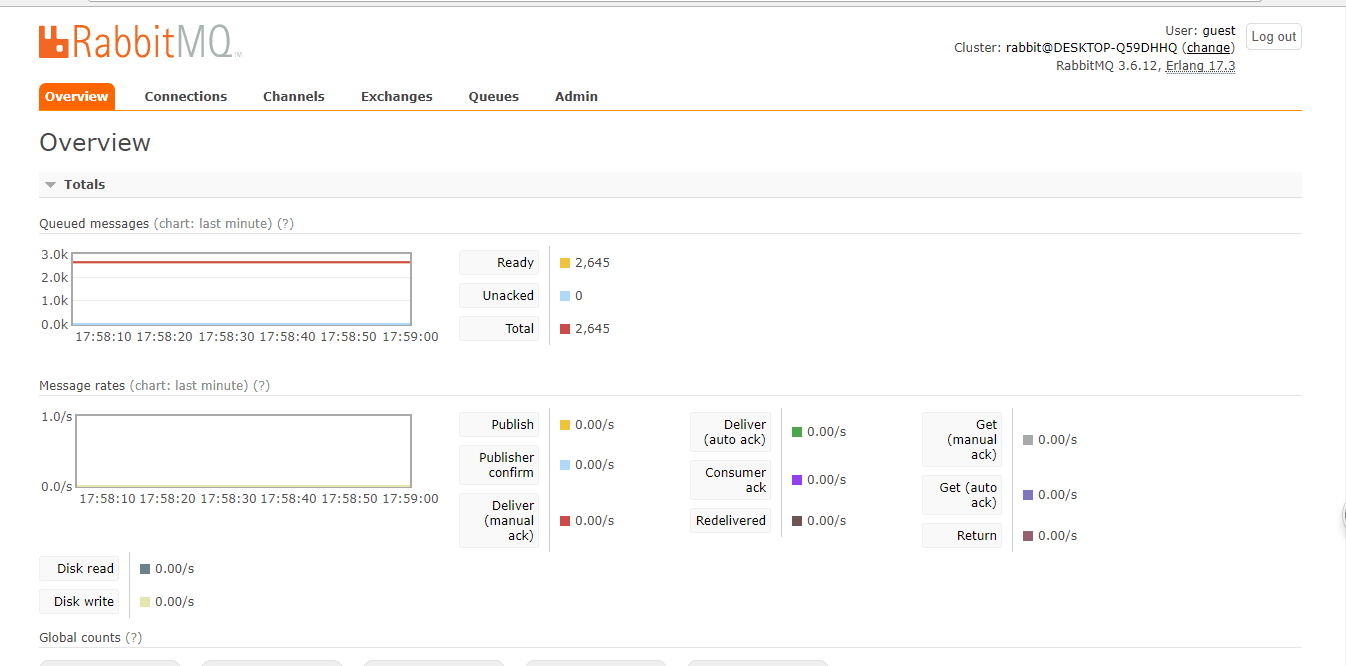 RabbitMQ TM
User: guest
Log out
Cluster: rabbit@DESKTOP-Q59DHHQ (change)
RabbitMQ 3.6.12, Erlang 17.3
Overview Connections Channels Exchanges Queues Admin
Overview
Totals
Queued messages (chart: last minute) (?)
3.0k
2.0k
1.0k
0.0k
17:58:10 17:58:20 17:58:30 17:58:40 17:58:50 17:59:00
Ready 2,645
Unacked 0
Total 2,645
Message rates (chart: last minute) (?)
1.0/s
0.0/s
17:58:10 17:58:20 17:58:30 17:58:40 17:58:50 17:59:00
Publish 0.00/s
Publisher
confirm 0.00/s
Deliver
(manual
ack) 0.00/s
Deliver
(auto ack) 0.00/s
Consumer
ack 0.00/s
Redelivered 0.00/s
Get
(manual
ack) 0.00/s
Get (auto
ack) 0.00/s
Return 0.00/s
Disk read 0.00/s
Disk write 0.00/s
Global counts (?)